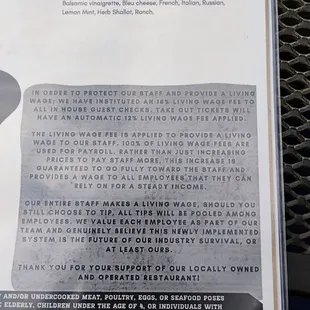 Balsamic vinaigrette, Bleu cheese, French, Italian, Russian,
Lemon Mint, Herb Shallot, Ranch.
IN ORDER TO PROTECT OUR STAFF AND PROVIDE A LIVING
WAGE; WE HAVE INSTITUTED AN 18% LIVING WAGE FEE TO
ALL IN HOUSE GUEST CHECKS. TAKE OUT TICKETS WILL
HAVE AN AUTOMATIC 12% LIVING WAGE FEE APPLIED.
THE LIVING WAGE FEE IS APPLIED TO PROVIDE A LIVING
WAGE TO OUR STAFF. 100% OF LIVING WAGE FEES ARE
USED FOR PAYROLL. RATHER THAN JUST INCREASING
PRICES TO PAY STAFF MORE, THIS INCREASE IS
GUARANTEED TO GO FULLY TOWARD THE STAFF AND
PROVIDES A WAGE TO ALL EMPLOYEES THAT THEY CAN
RELY ON FOR A STEADY INCOME.
OUR ENTIRE STAFF MAKES A LIVING WAGE, SHOULD YOU
STILL CHOOSE TO TIP, ALL TIPS WILL BE POOLED AMONG
EMPLOYEES. WE VALUE EACH EMPLOYEE AS PART OF OUR
TEAM AND GENUINELY BELIEVE THIS NEWLY IMPLEMENTED
SYSTEM IS THE FUTURE OF OUR INDUSTRY SURVIVAL, OR
AT LEAST OURS...
THANK YOU FOR YOUR SUPPORT OF OUR LOCALLY OWNED
AND OPERATED RESTAURANT!
AND/OR UNDERCOOKED MEAT, POULTRY, EGGS, OR SEAFOOD POSES
ELDERLY, CHILDREN UNDER THE AGE OF 4, OR INDIVIDUALS WITH